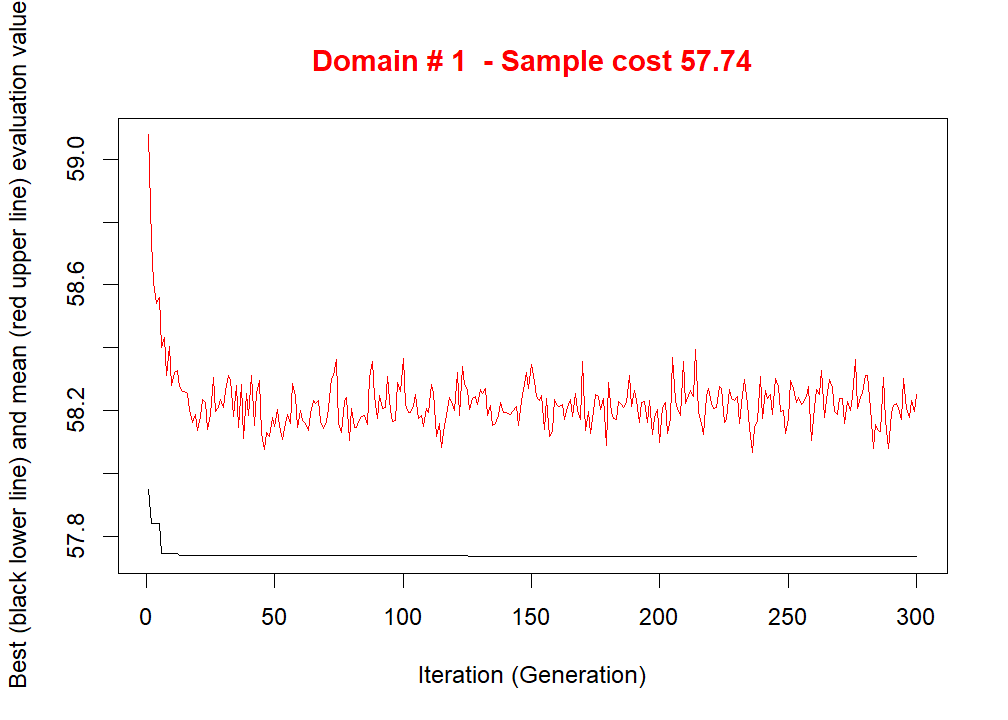 Domain # 1  - Sample cost 57.74
Best (black lower line) and mean (red upper line) evaluation value
59.0
58.6
58.2
57.8
0 50 100 150 200 250 300
Iteration (Generation)